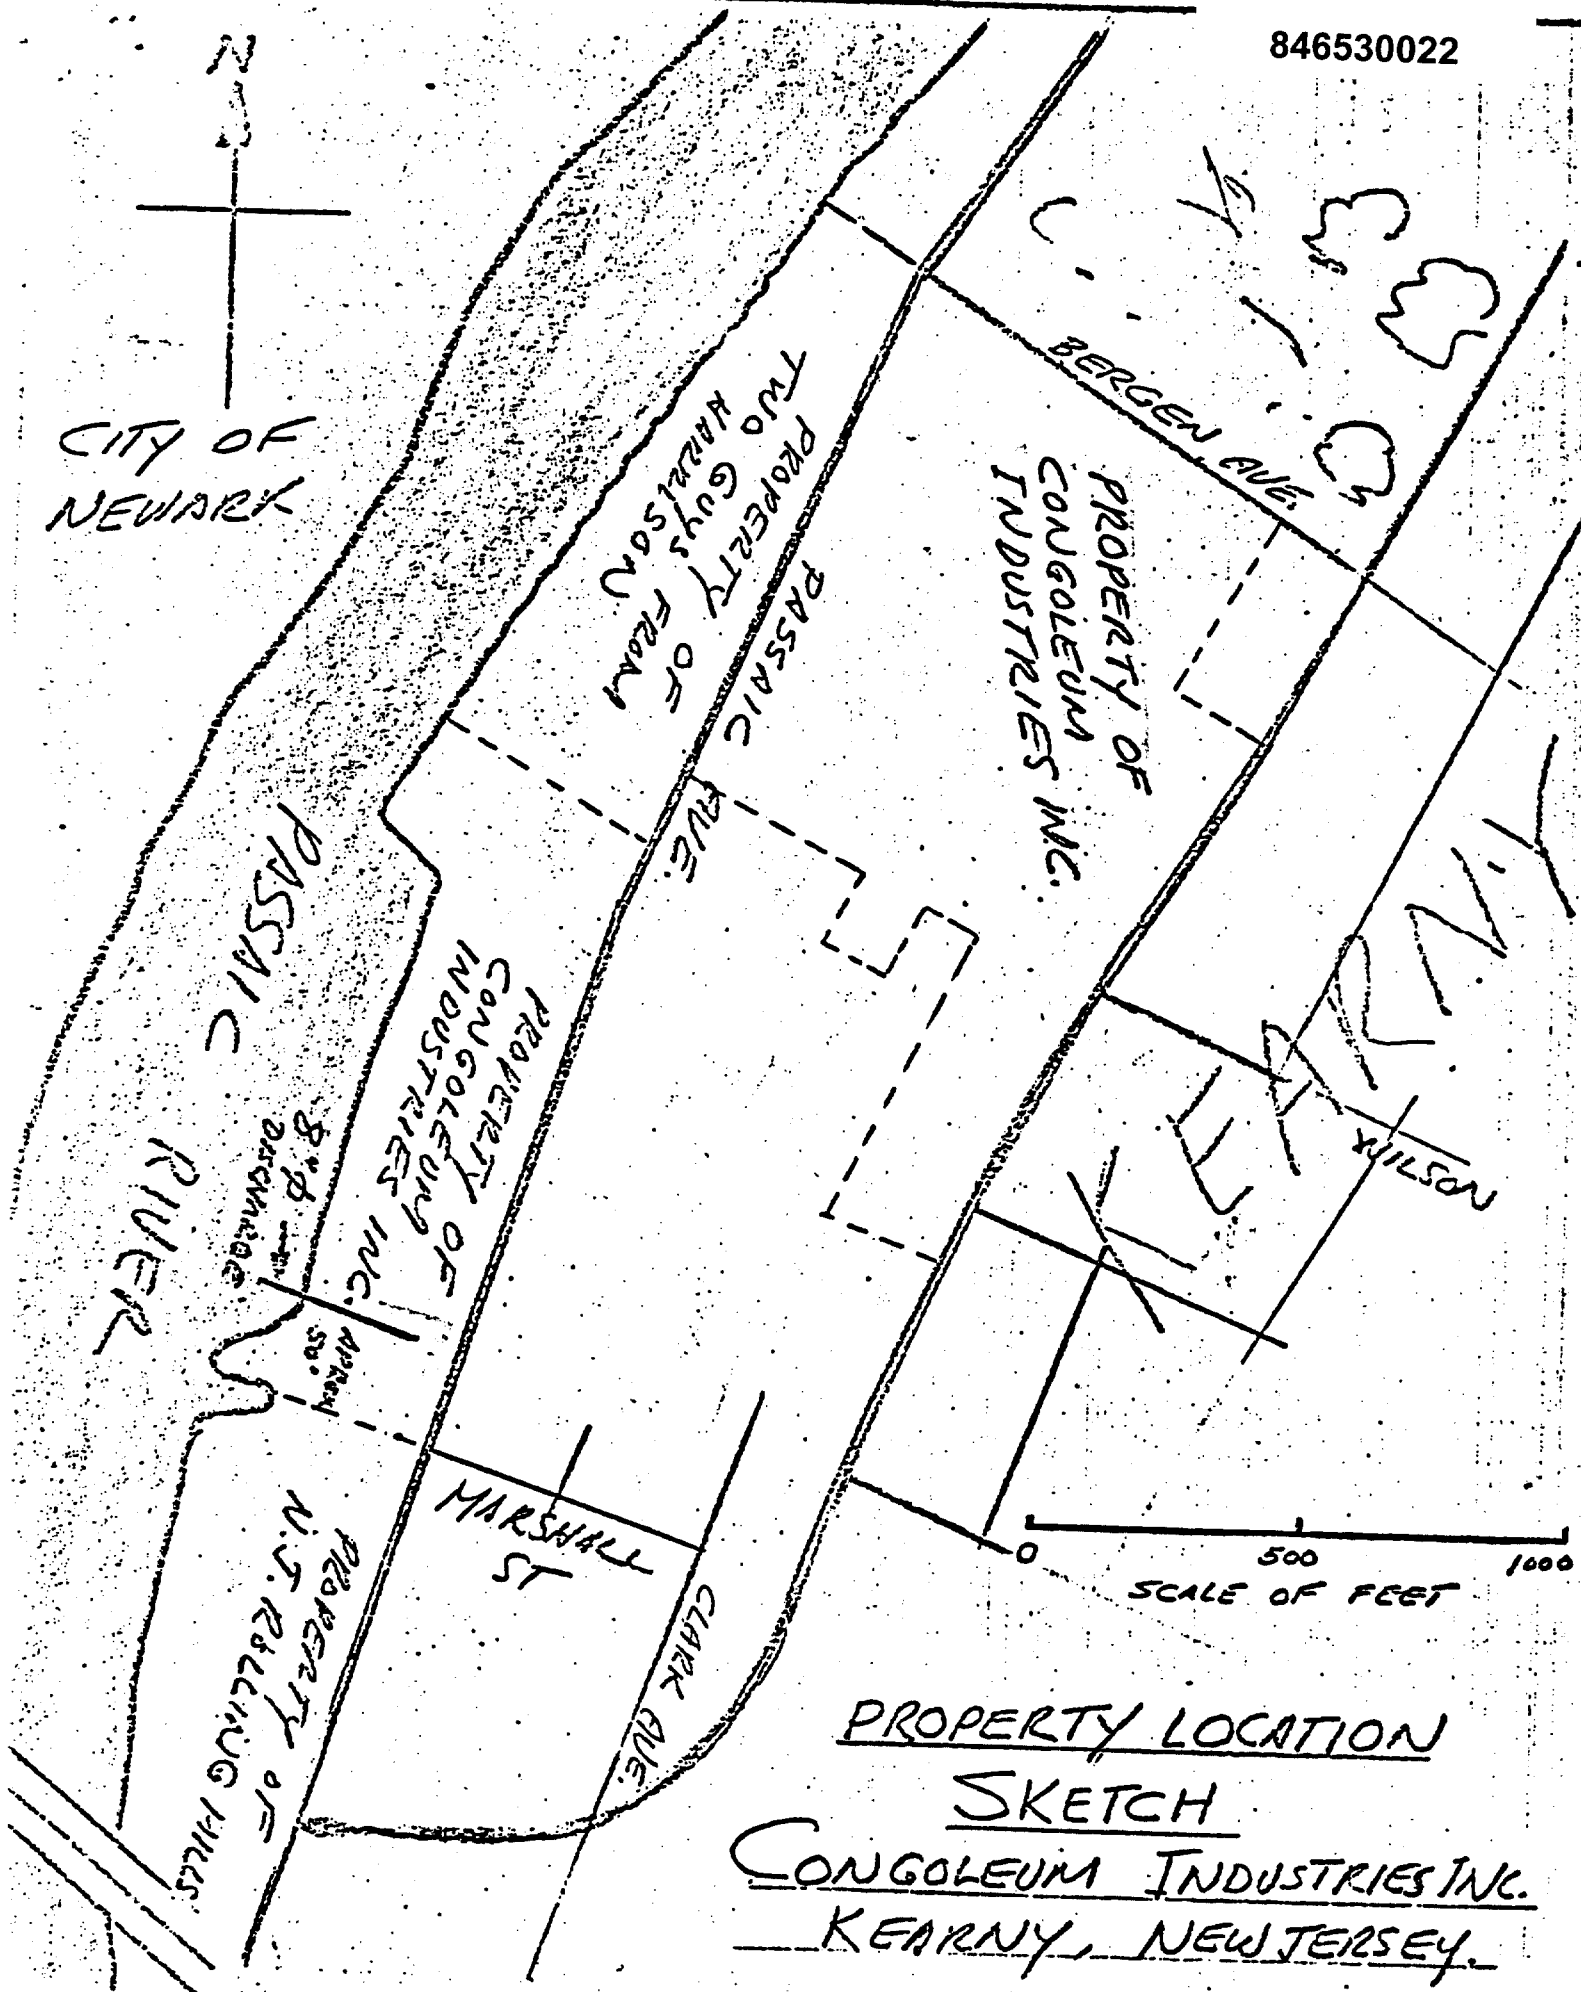 846530022
N
CITY OF
NEWARK
BERGEN AVE.
PROPERTY OF
TWO GUYS FROM
HARRISON
PASSAIC AVE.
PROPERTY OF
CONGOLEUM
INDUSTRIES INC.
PASSAIC
RIVER
PROPERTY OF
CONGOLEUM
INDUSTRIES INC.
8"φ
DISCHARGE
APPROX
50'
KEARNY
WILSON
MARSHALL
ST
CLARK AVE.
PROPERTY OF
N.J. ROLLING MILLS
0 500 1000
SCALE OF FEET
PROPERTY LOCATION
SKETCH
CONGOLEUM INDUSTRIES INC.
KEARNY, NEW JERSEY.